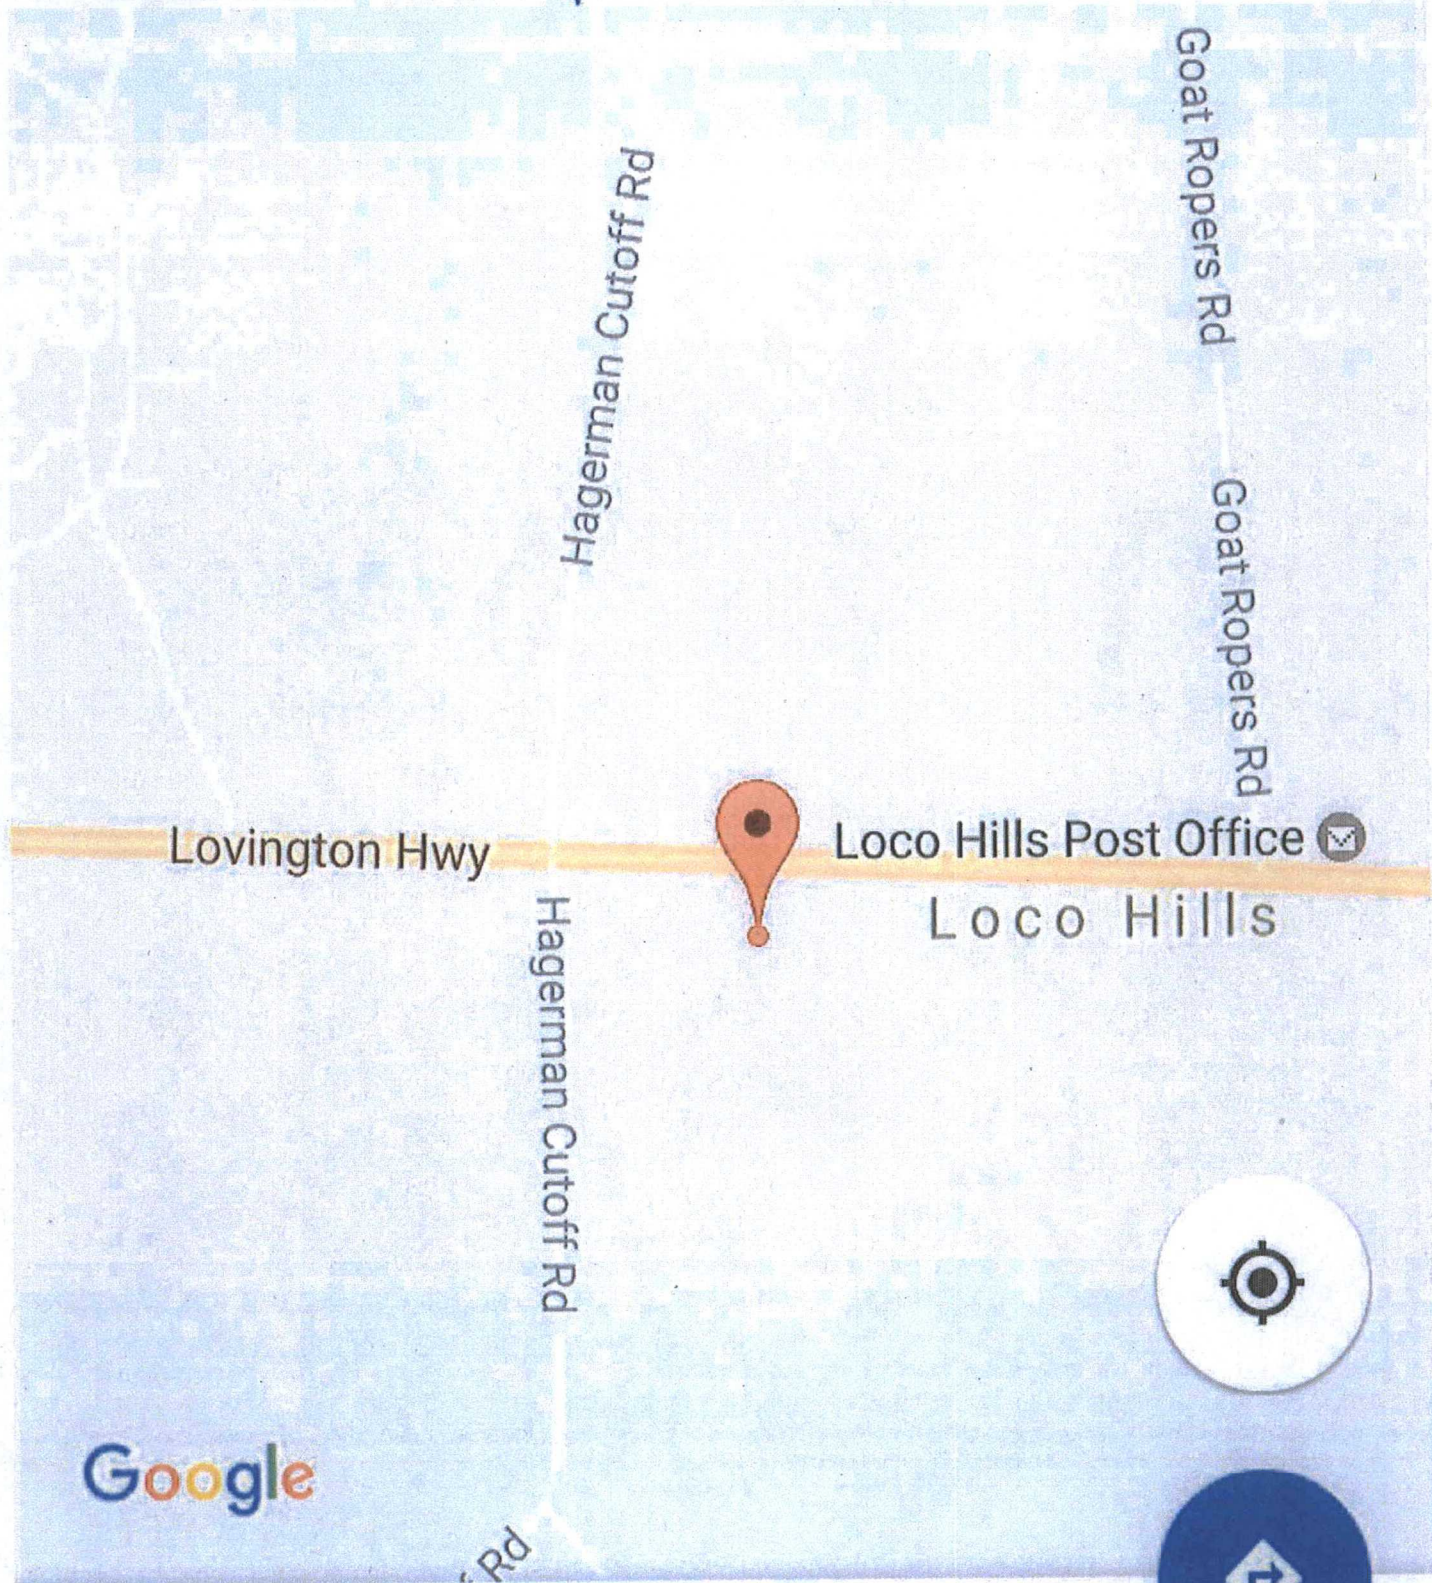 Goat Ropers Rd
Hagerman Cutoff Rd
Goat Ropers Rd
Lovington Hwy
Loco Hills Post Office
Loco Hills
Hagerman Cutoff Rd
Google
Rd